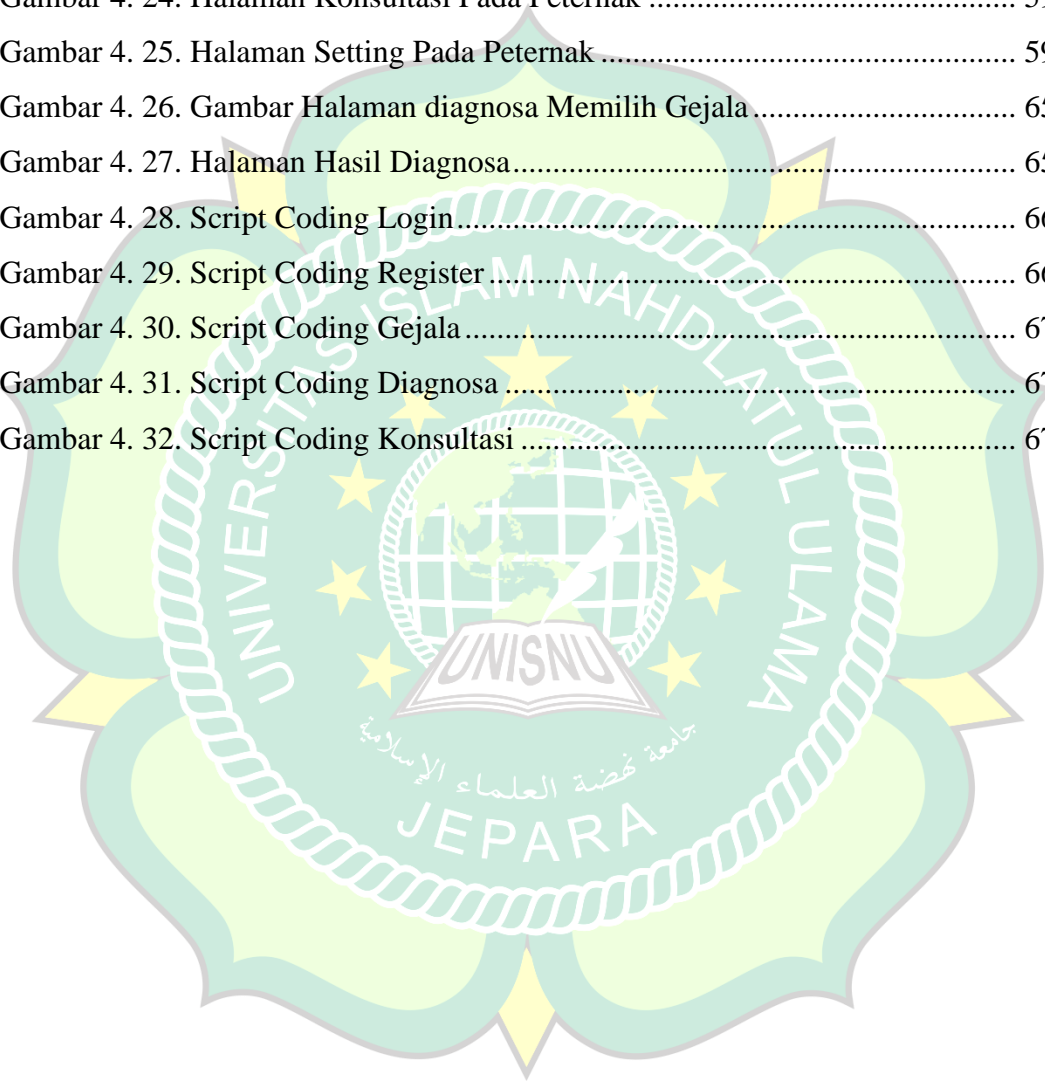 Gambar 4. 24. Halaman Konsultasi Pada Peternak ............................................. 5
Gambar 4. 25. Halaman Setting Pada Peternak ................................................... 59
Gambar 4. 26. Gambar Halaman diagnosa Memilih Gejala ................................ 65
Gambar 4. 27. Halaman Hasil Diagnosa .............................................................. 65
Gambar 4. 28. Script Coding Login ..................................................................... 66
Gambar 4. 29. Script Coding Register ................................................................. 66
Gambar 4. 30. Script Coding Gejala .................................................................... 67
Gambar 4. 31. Script Coding Diagnosa ............................................................... 67
Gambar 4. 32. Script Coding Konsultasi ............................................................. 67
UNIVERSITAS ISLAM NAHDLATUL ULAMA
UNISNU
جامعة نهضة العلماء الإسلامية
JEPARA